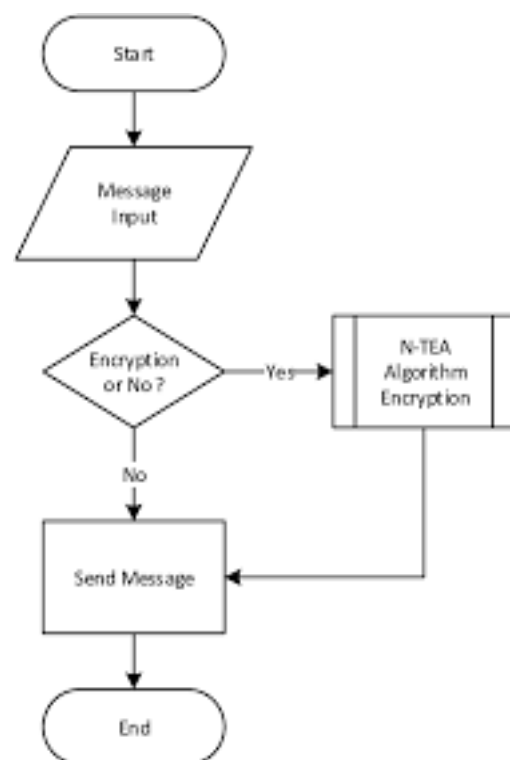 Start
Message
Input
Encryption
or No?
Yes
N-TEA
Algorithm
Encryption
No
Send Message
End